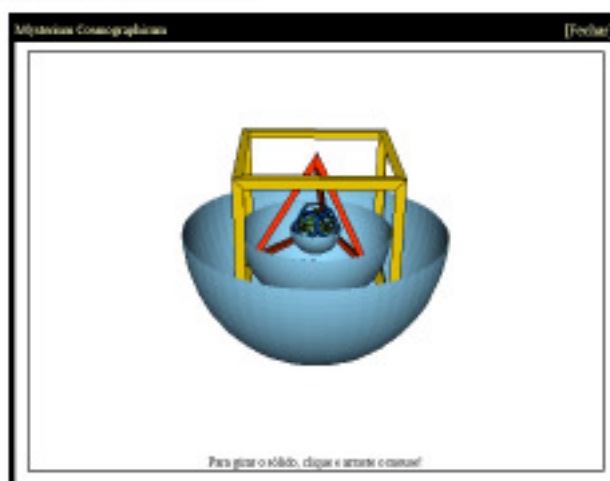 Mysterium Cosmographicum
[Fechar]
Para girar o sólido, clique e arraste o mouse!